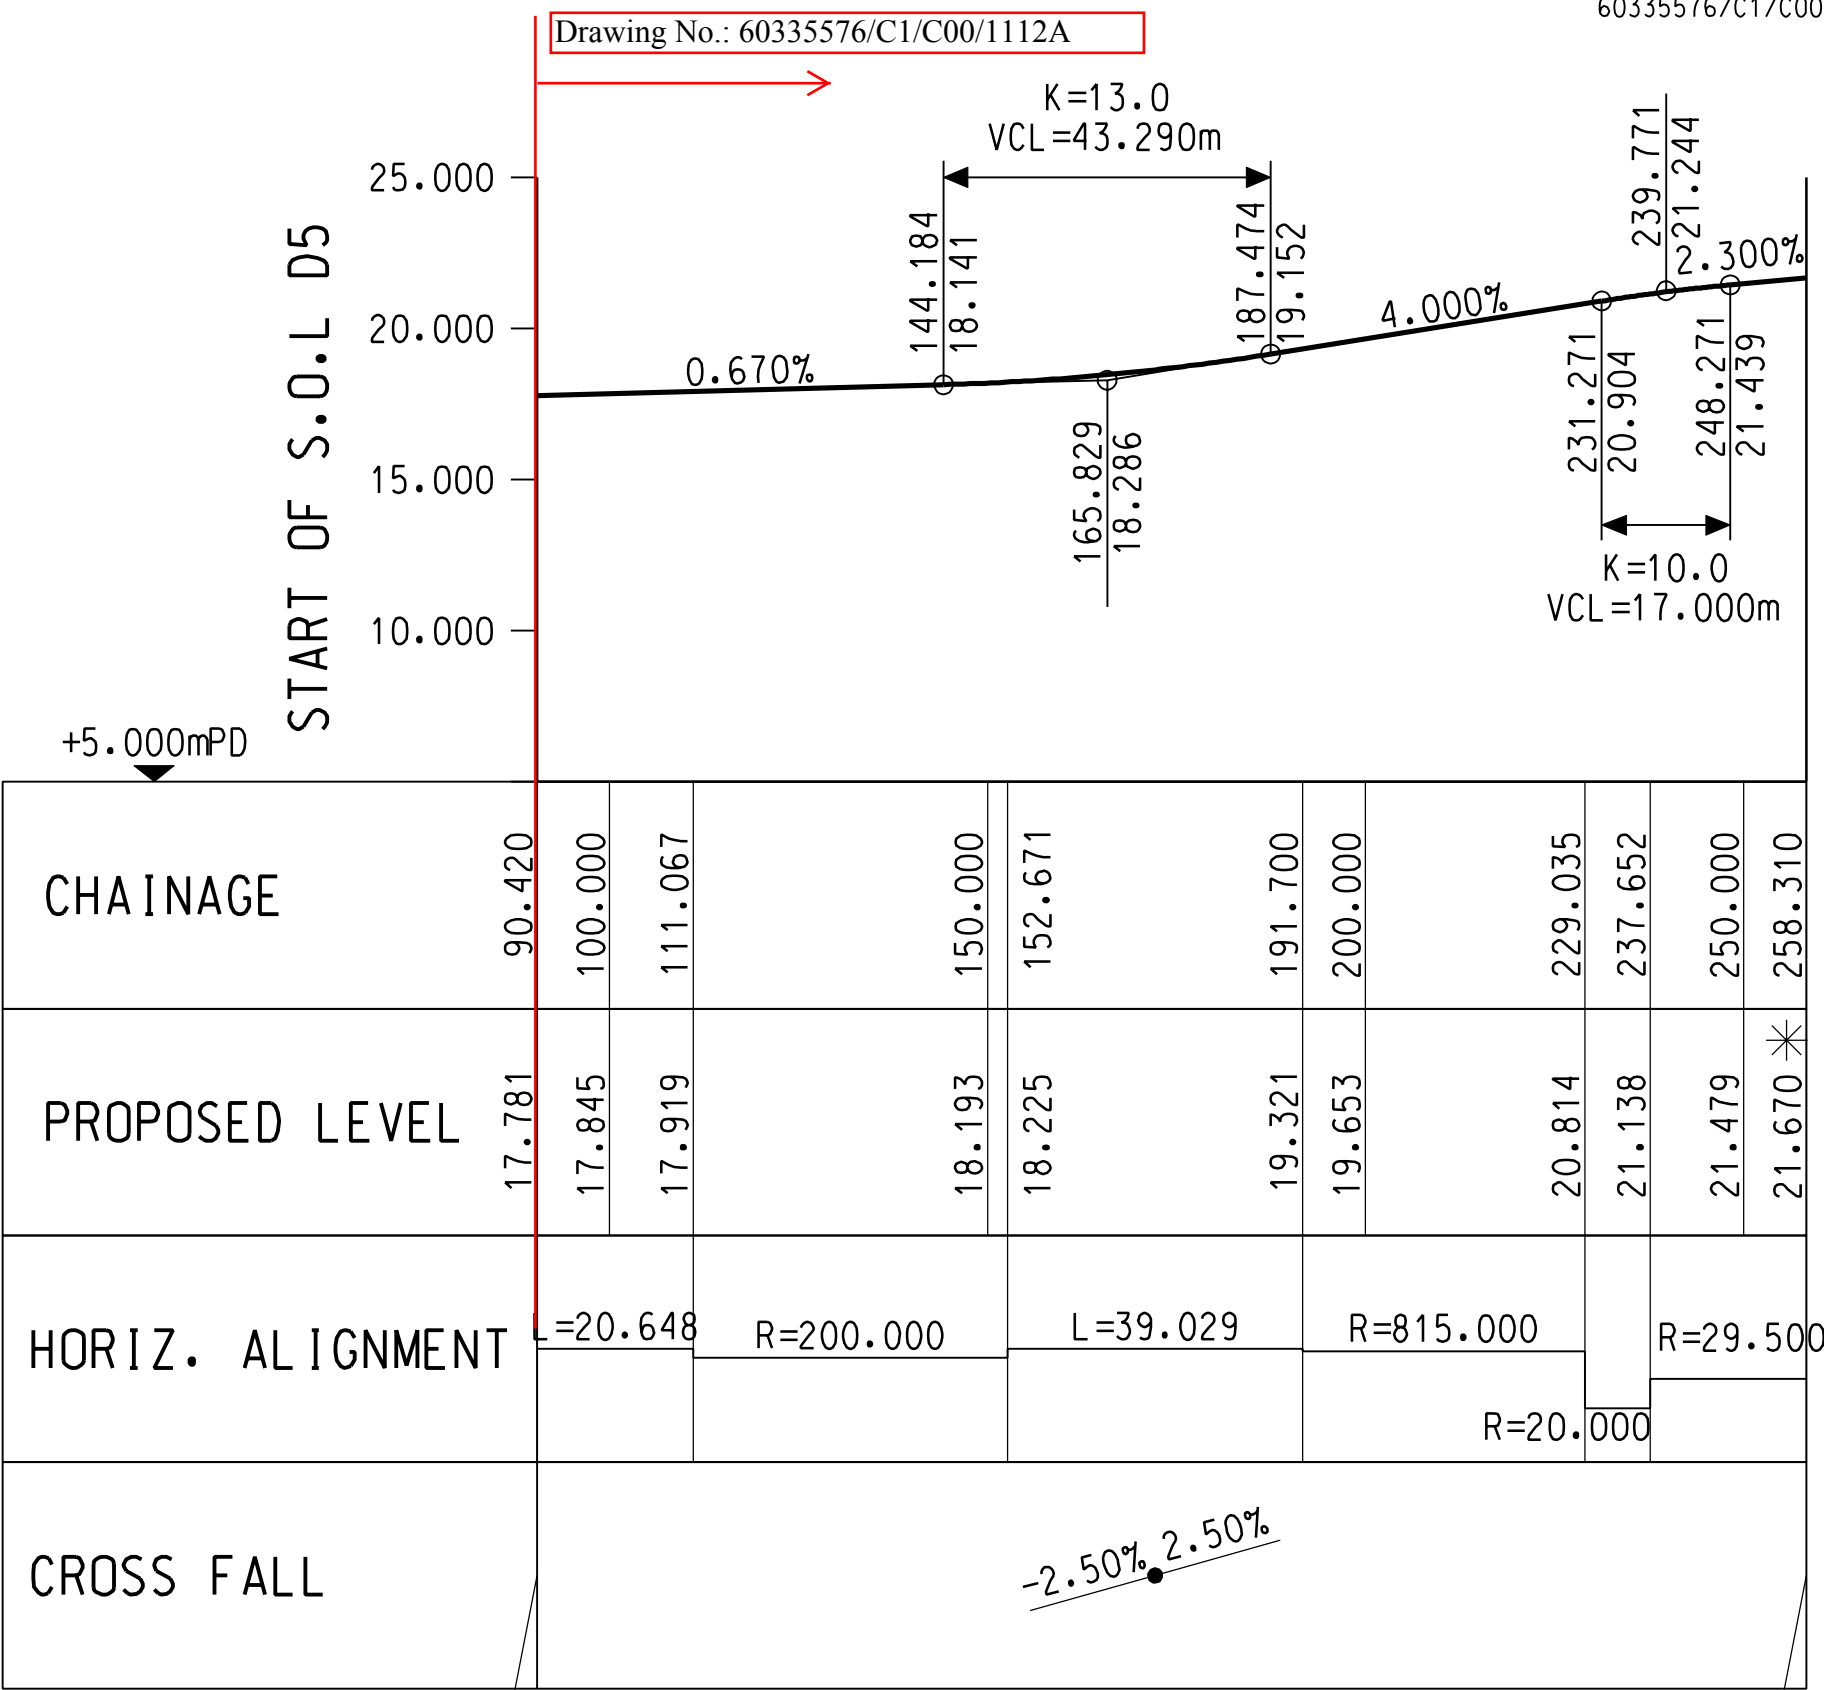 603355767C1/C00
Drawing No.: 60335576/C1/C00/1112A
K=13.0
VCL=43.290m
25.000
20.000
15.000
10.000
START OF S.O.L D5
0.670%
144.184
18.141
187.474
19.152
165.829
18.286
4.000%
239.771
21.244
2.300%
231.271
20.904
248.271
21.439
K=10.0
VCL=17.000m
+5.000mPD
CHAINAGE
90.420
100.000
111.067
150.000
152.671
191.700
200.000
229.035
237.652
250.000
258.310
PROPOSED LEVEL
17.781
17.845
17.919
18.193
18.225
19.321
19.653
20.814
21.138
21.479
21.670 *
HORIZ. ALIGNMENT
L=20.648
R=200.000
L=39.029
R=815.000
R=20.000
R=29.500
CROSS FALL
-2.50%
2.50%